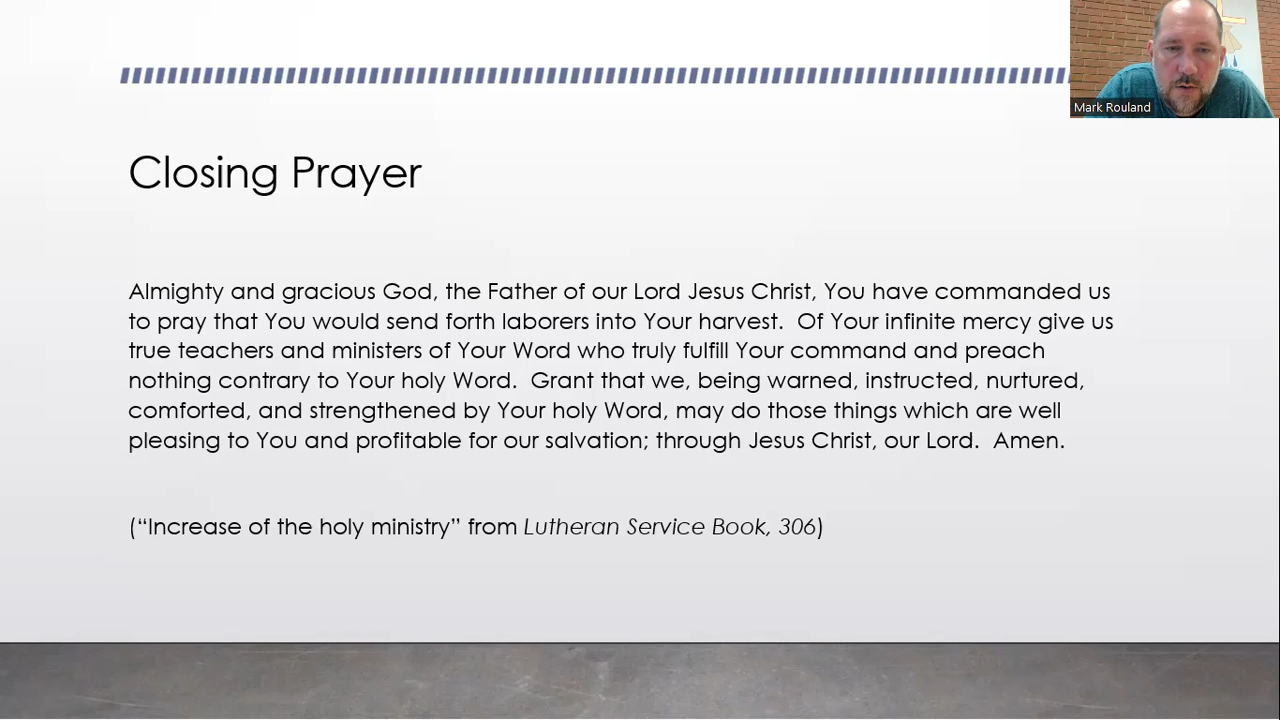 Mark Rouland
Closing Prayer
Almighty and gracious God, the Father of our Lord Jesus Christ, You have commanded us
to pray that You would send forth laborers into Your harvest.  Of Your infinite mercy give us
true teachers and ministers of Your Word who truly fulfill Your command and preach
nothing contrary to Your holy Word.  Grant that we, being warned, instructed, nurtured,
comforted, and strengthened by Your holy Word, may do those things which are well
pleasing to You and profitable for our salvation; through Jesus Christ, our Lord.  Amen.
(“Increase of the holy ministry” from Lutheran Service Book, 306)